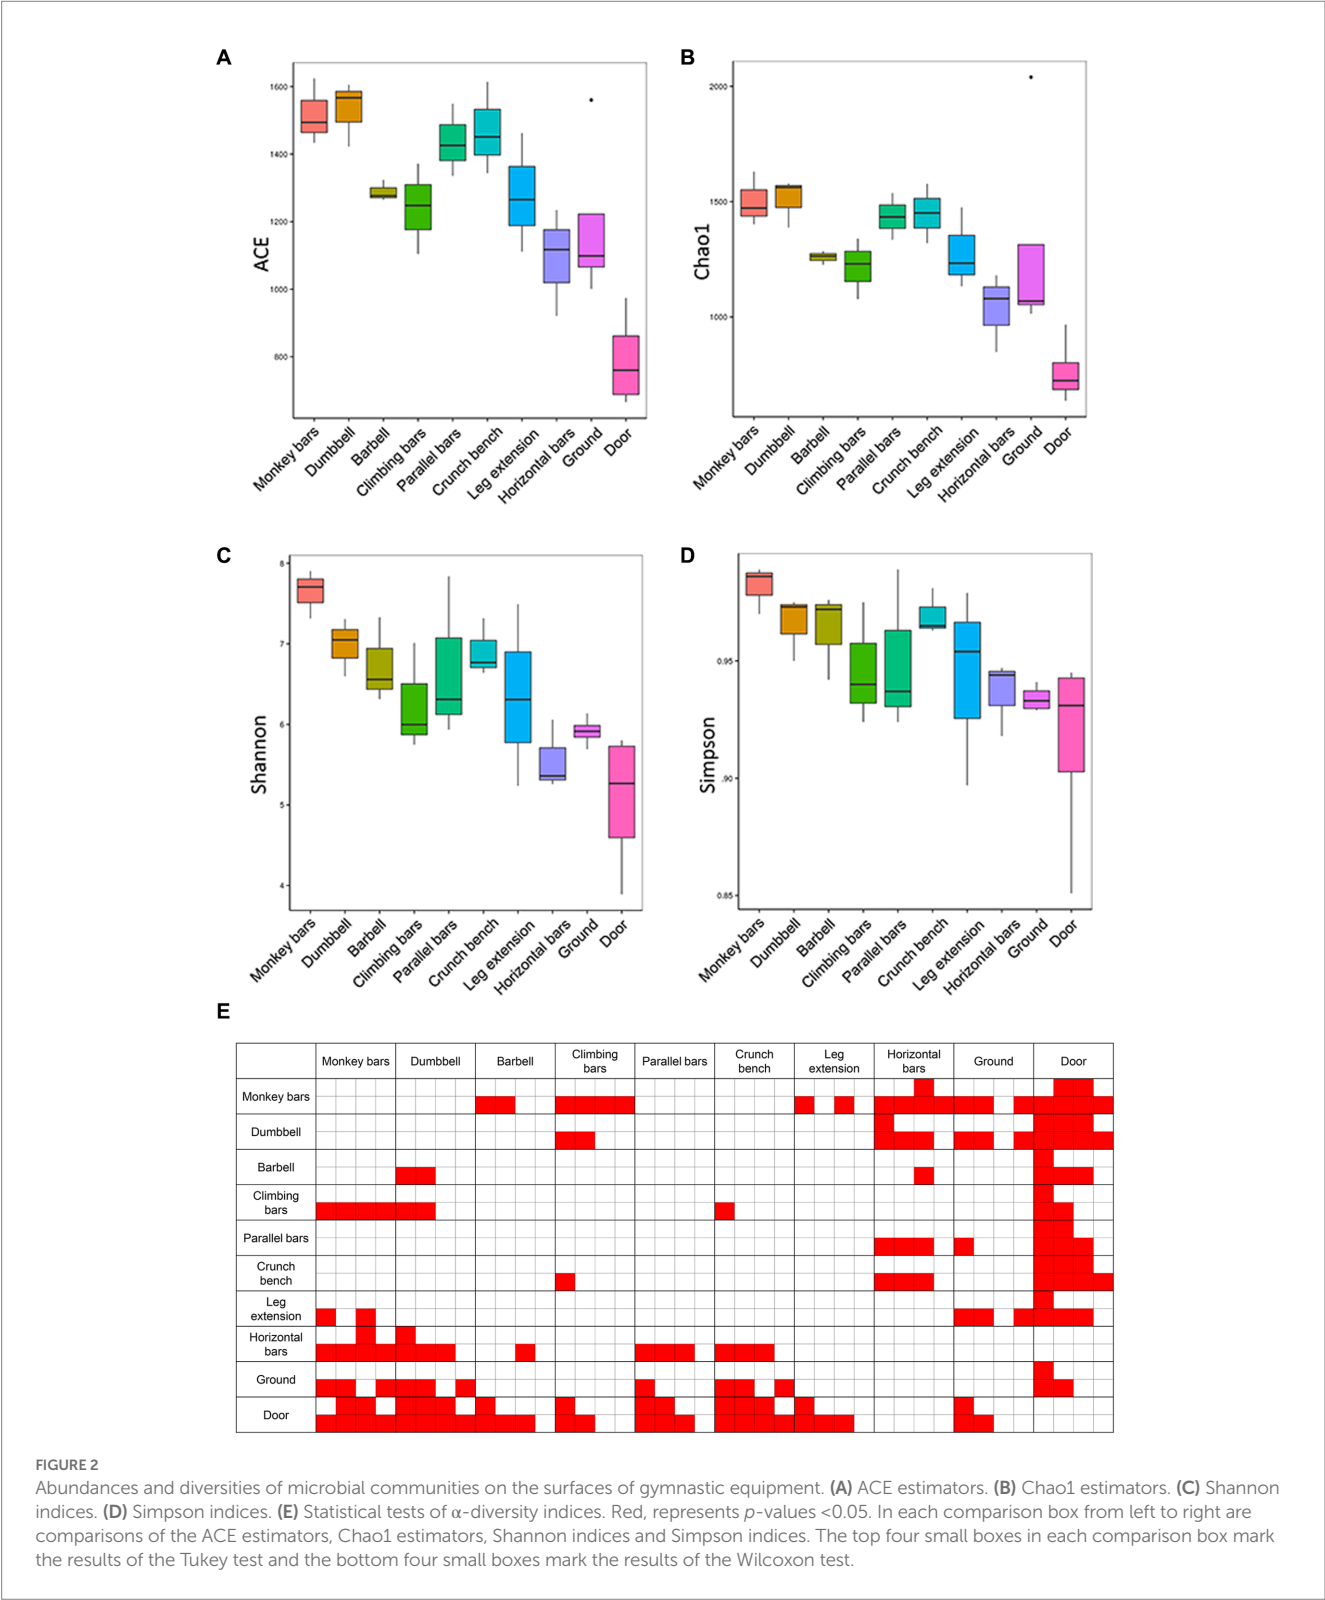 A
1600
1400
1200
1000
800
ACE
Monkey bars
Dumbbell
Barbell
Climbing bars
Parallel bars
Crunch bench
Leg extension
Horizontal bars
Ground
Door
B
2000
1500
1000
Chao1
Monkey bars
Dumbbell
Barbell
Climbing bars
Parallel bars
Crunch bench
Leg extension
Horizontal bars
Ground
Door
C
8
7
6
5
4
Shannon
Monkey bars
Dumbbell
Barbell
Climbing bars
Parallel bars
Crunch bench
Leg extension
Horizontal bars
Ground
Door
D
0.95
.90
0.85
Simpson
Monkey bars
Dumbbell
Barbell
Climbing bars
Parallel bars
Crunch bench
Leg extension
Horizontal bars
Ground
Door
E
Monkey bars Dumbbell Barbell Climbing bars Parallel bars Crunch bench Leg extension Horizontal bars Ground Door
Monkey bars
Dumbbell
Barbell
Climbing
bars
Parallel bars
Crunch
bench
Leg
extension
Horizontal
bars
Ground
Door
FIGURE 2
Abundances and diversities of microbial communities on the surfaces of gymnastic equipment. (A) ACE estimators. (B) Chao1 estimators. (C) Shannon
indices. (D) Simpson indices. (E) Statistical tests of α-diversity indices. Red, represents p-values <0.05. In each comparison box from left to right are
comparisons of the ACE estimators, Chao1 estimators, Shannon indices and Simpson indices. The top four small boxes in each comparison box mark
the results of the Tukey test and the bottom four small boxes mark the results of the Wilcoxon test.